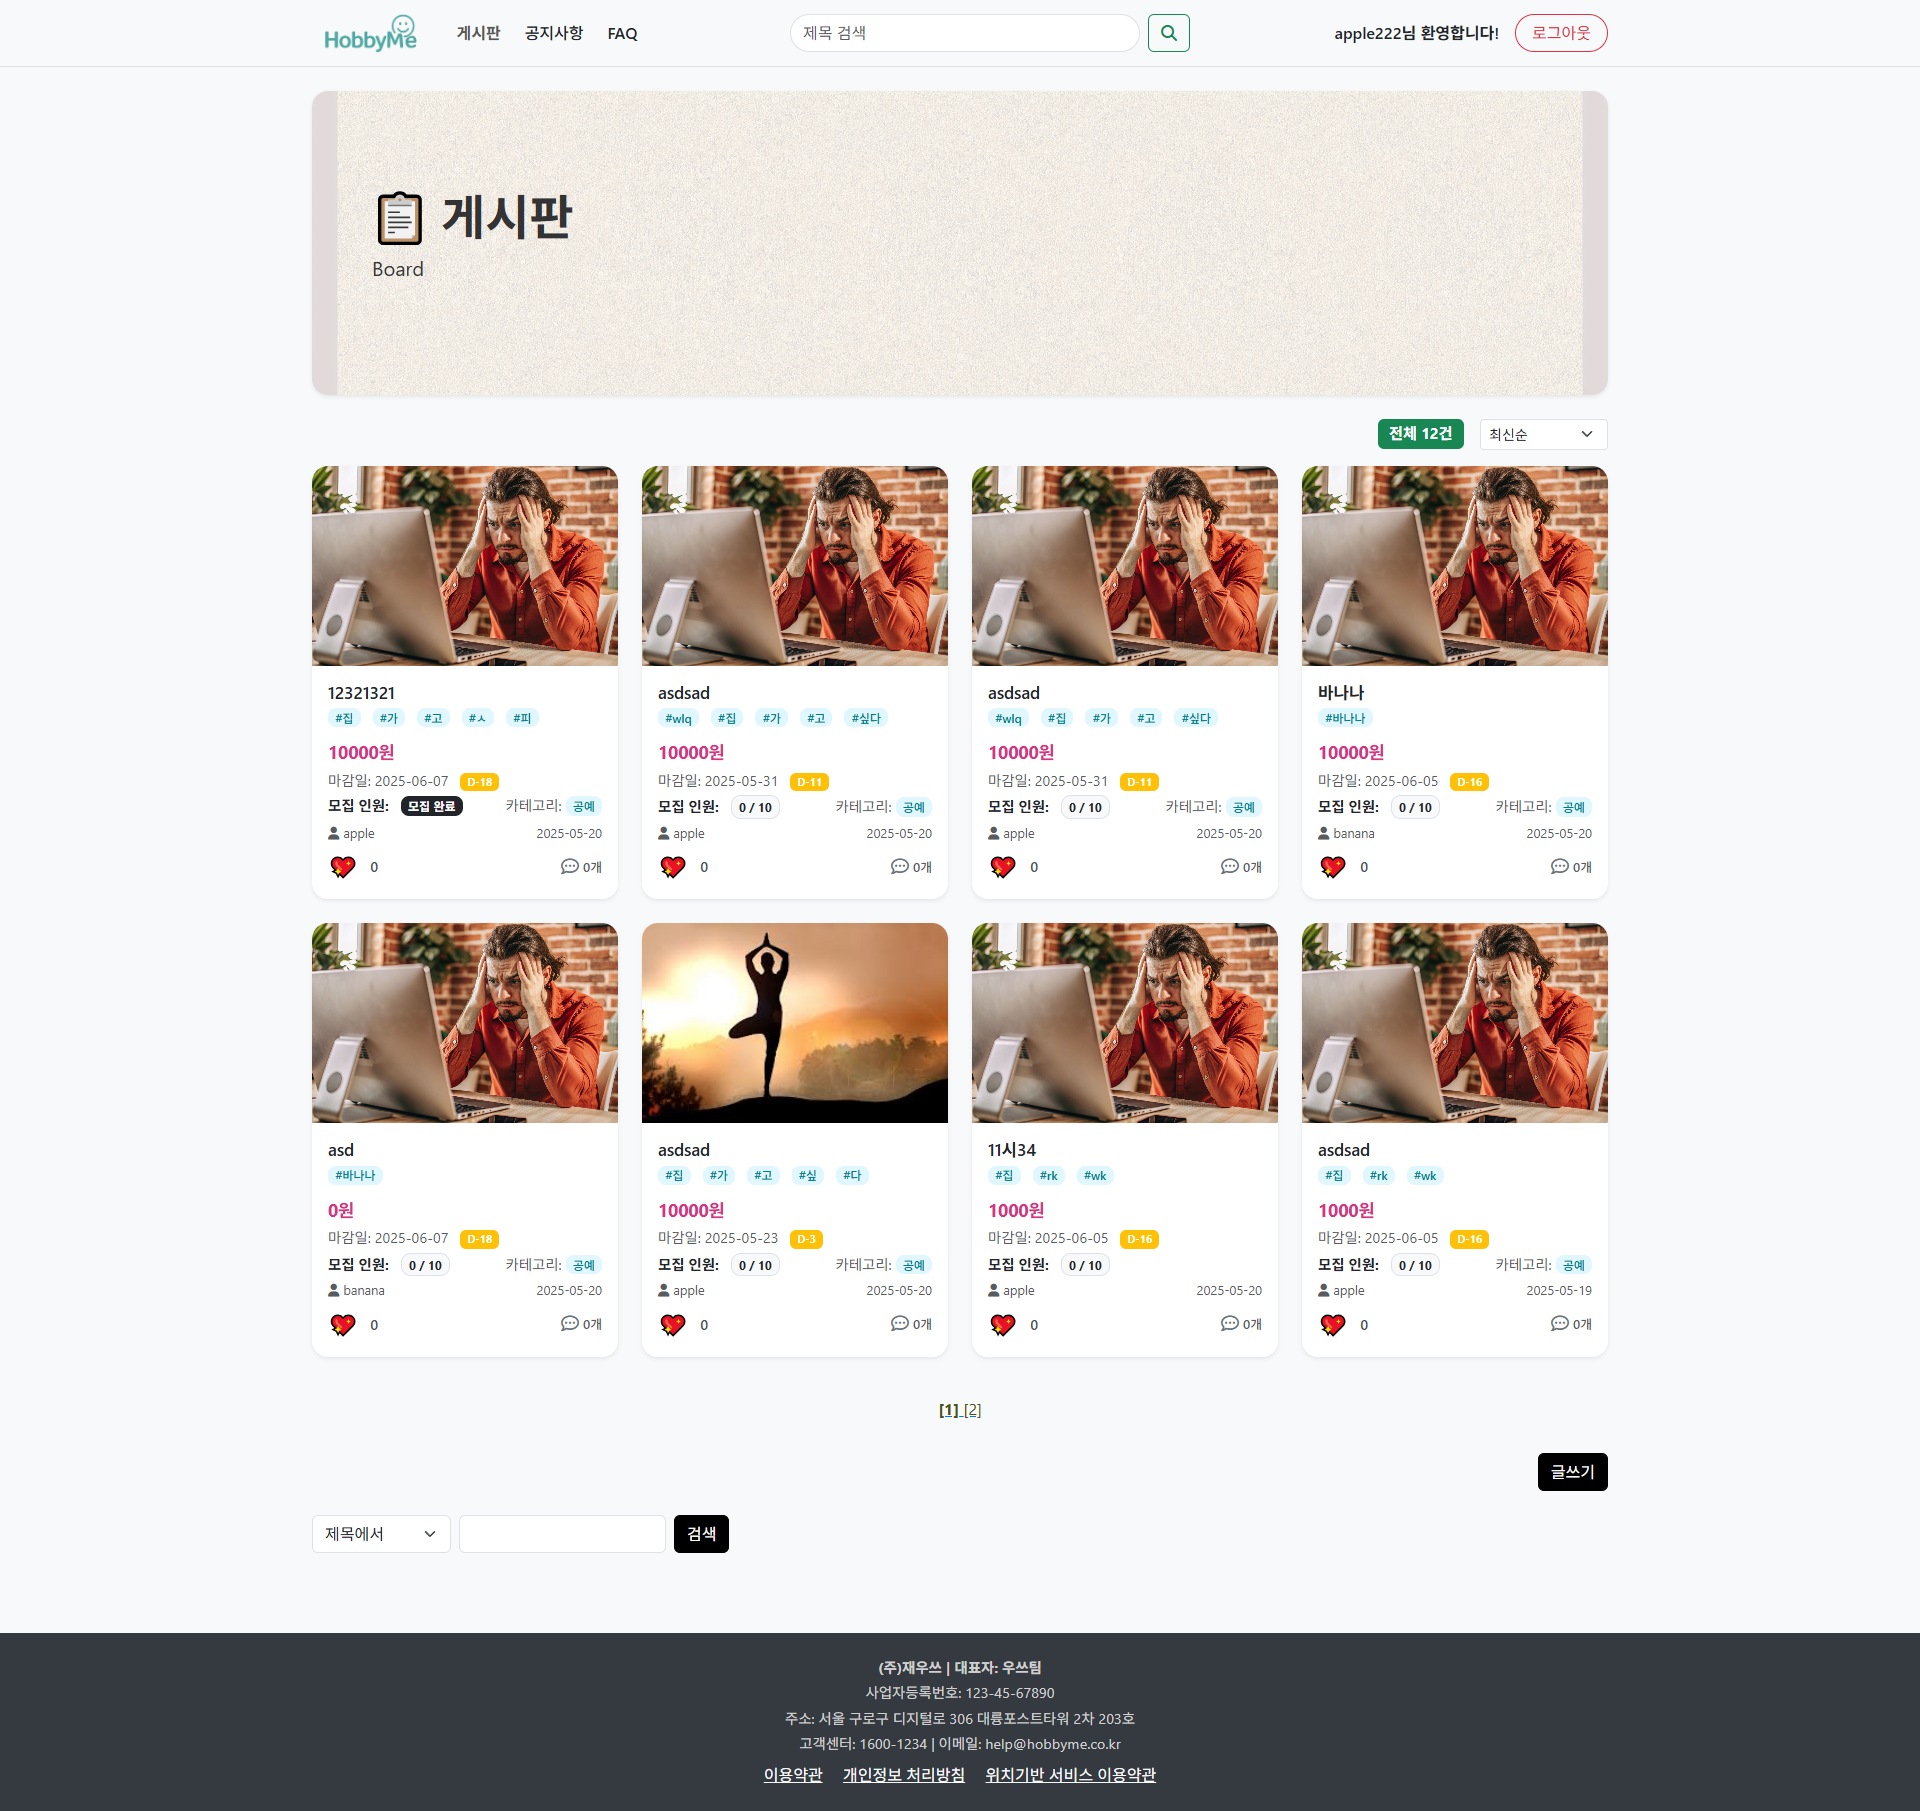 HobbyMe 게시판 공지사항 FAQ 제목 검색 apple222님 환영합니다! 로그아웃
게시판
Board
전체 12건 최신순
12321321
#집 #가 #고 #ㅅ #피
10000원
마감일: 2025-06-07 D-18
모집 인원: 모집 완료 카테고리: 공예
apple 2025-05-20
0 0개
asdsad
#wlq #집 #가 #고 #싶다
10000원
마감일: 2025-05-31 D-11
모집 인원: 0 / 10 카테고리: 공예
apple 2025-05-20
0 0개
asdsad
#wlq #집 #가 #고 #싶다
10000원
마감일: 2025-05-31 D-11
모집 인원: 0 / 10 카테고리: 공예
apple 2025-05-20
0 0개
바나나
#바나나
10000원
마감일: 2025-06-05 D-16
모집 인원: 0 / 10 카테고리: 공예
banana 2025-05-20
0 0개
asd
#바나나
0원
마감일: 2025-06-07 D-18
모집 인원: 0 / 10 카테고리: 공예
banana 2025-05-20
0 0개
asdsad
#집 #가 #고 #싶 #다
10000원
마감일: 2025-05-23 D-3
모집 인원: 0 / 10 카테고리: 공예
apple 2025-05-20
0 0개
11시34
#집 #rk #wk
1000원
마감일: 2025-06-05 D-16
모집 인원: 0 / 10
apple 2025-05-20
0 0개
asdsad
#집 #rk #wk
1000원
마감일: 2025-06-05 D-16
모집 인원: 0 / 10 카테고리: 공예
apple 2025-05-19
0 0개
[1] [2]
글쓰기
제목에서 검색
(주)재우쓰 | 대표자: 우쓰팀
사업자등록번호: 123-45-67890
주소: 서울 구로구 디지털로 306 대륭포스트타워 2차 203호
고객센터: 1600-1234 | 이메일: help@hobbyme.co.kr
이용약관 개인정보 처리방침 위치기반 서비스 이용약관